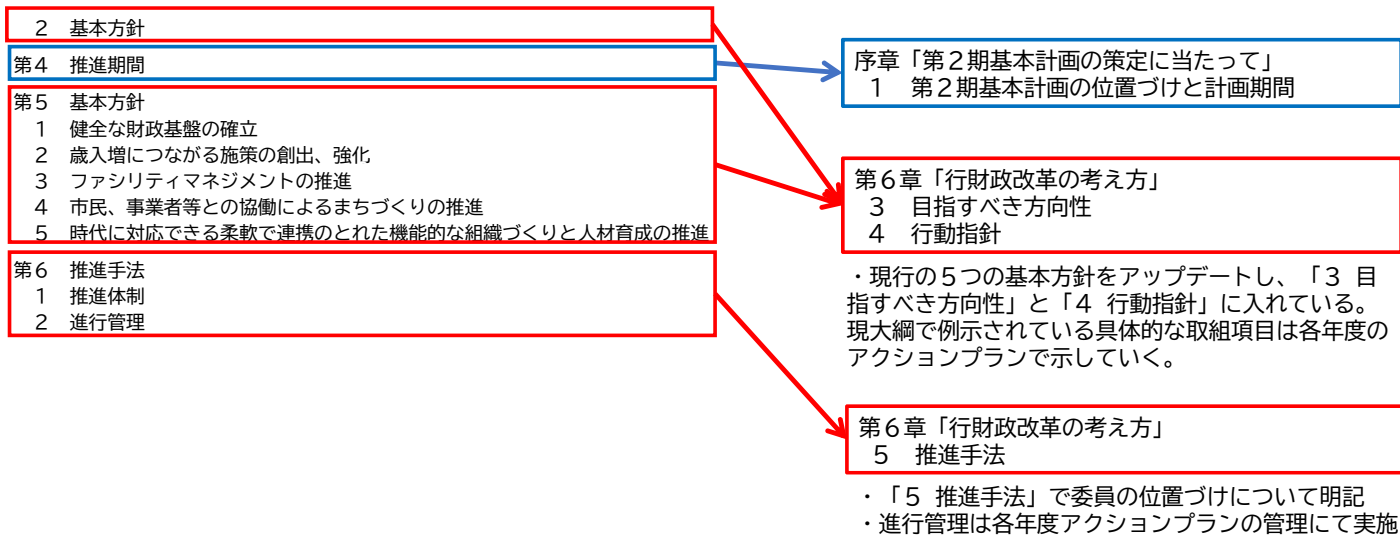 ２　基本方針
第４　推進期間
第５　基本方針
１　健全な財政基盤の確立
２　歳入増につながる施策の創出、強化
３　ファシリティマネジメントの推進
４　市民、事業者等との協働によるまちづくりの推進
５　時代に対応できる柔軟で連携のとれた機能的な組織づくりと人材育成の推進
第６　推進手法
１　推進体制
２　進行管理
序章「第２期基本計画の策定に当たって」
１　第２期基本計画の位置づけと計画期間
第６章「行財政改革の考え方」
３　目指すべき方向性
４　行動指針
・現行の５つの基本方針をアップデートし、「３ 目
指すべき方向性」と「４ 行動指針」に入れている。
現大綱で例示されている具体的な取組項目は各年度の
アクションプランで示していく。
第６章「行財政改革の考え方」
５　推進手法
・「５ 推進手法」で委員の位置づけについて明記
・進行管理は各年度アクションプランの管理にて実施